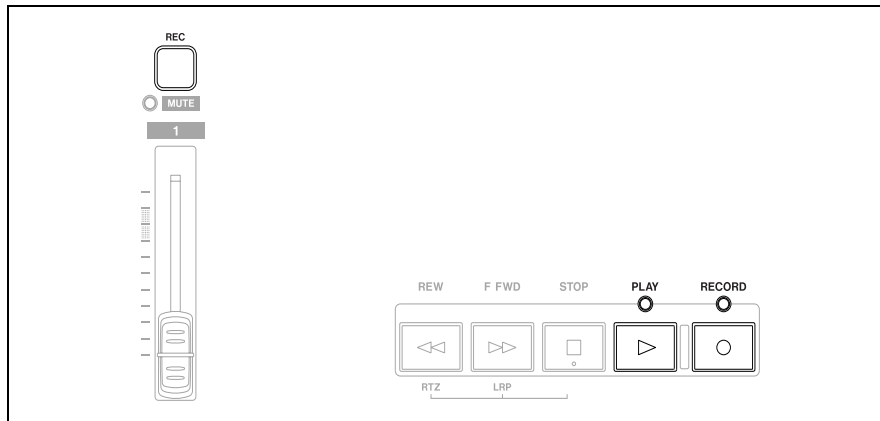 REC
MUTE
1
REW F FWD STOP PLAY RECORD
RTZ LRP